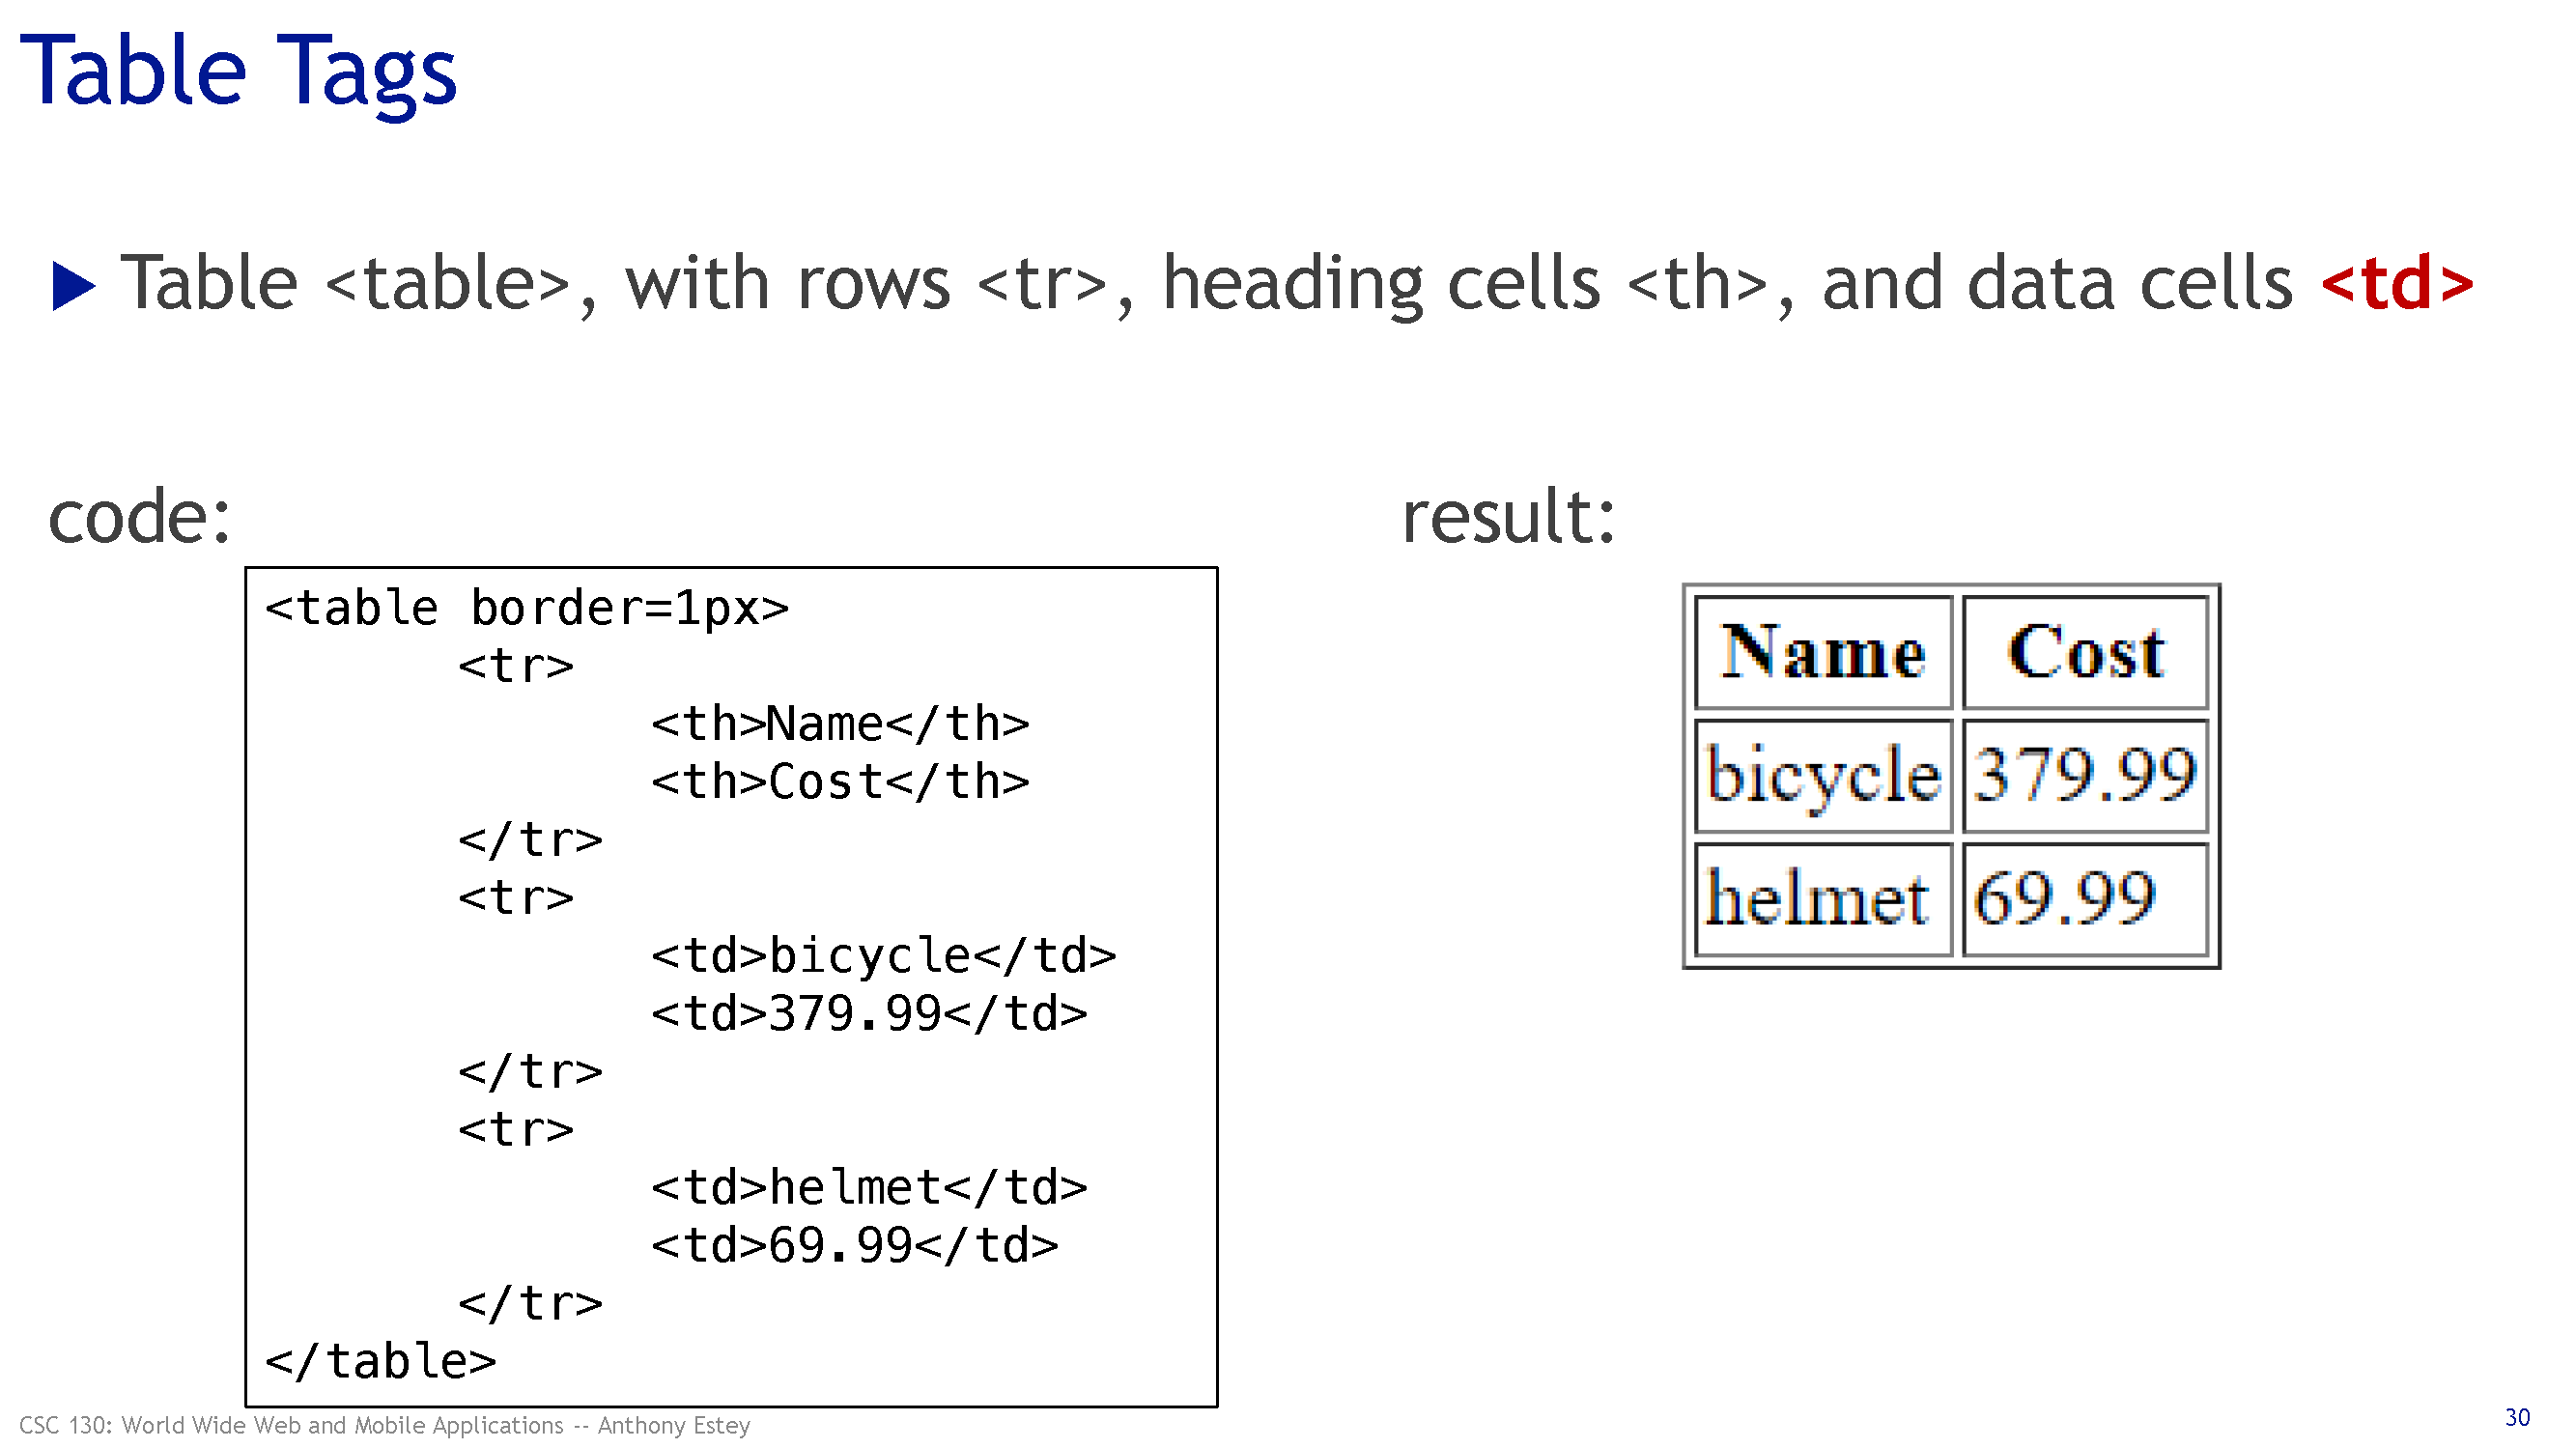 Table Tags
Table <table>, with rows <tr>, heading cells <th>, and data cells <td>
code:
<table border=1px>
<tr>
<th>Name</th>
<th>Cost</th>
</tr>
<tr>
<td>bicycle</td>
<td>379.99</td>
</tr>
<tr>
<td>helmet</td>
<td>69.99</td>
</tr>
</table>
result:
Name Cost
bicycle 379.99
helmet 69.99
CSC 130: World Wide Web and Mobile Applications -- Anthony Estey
30